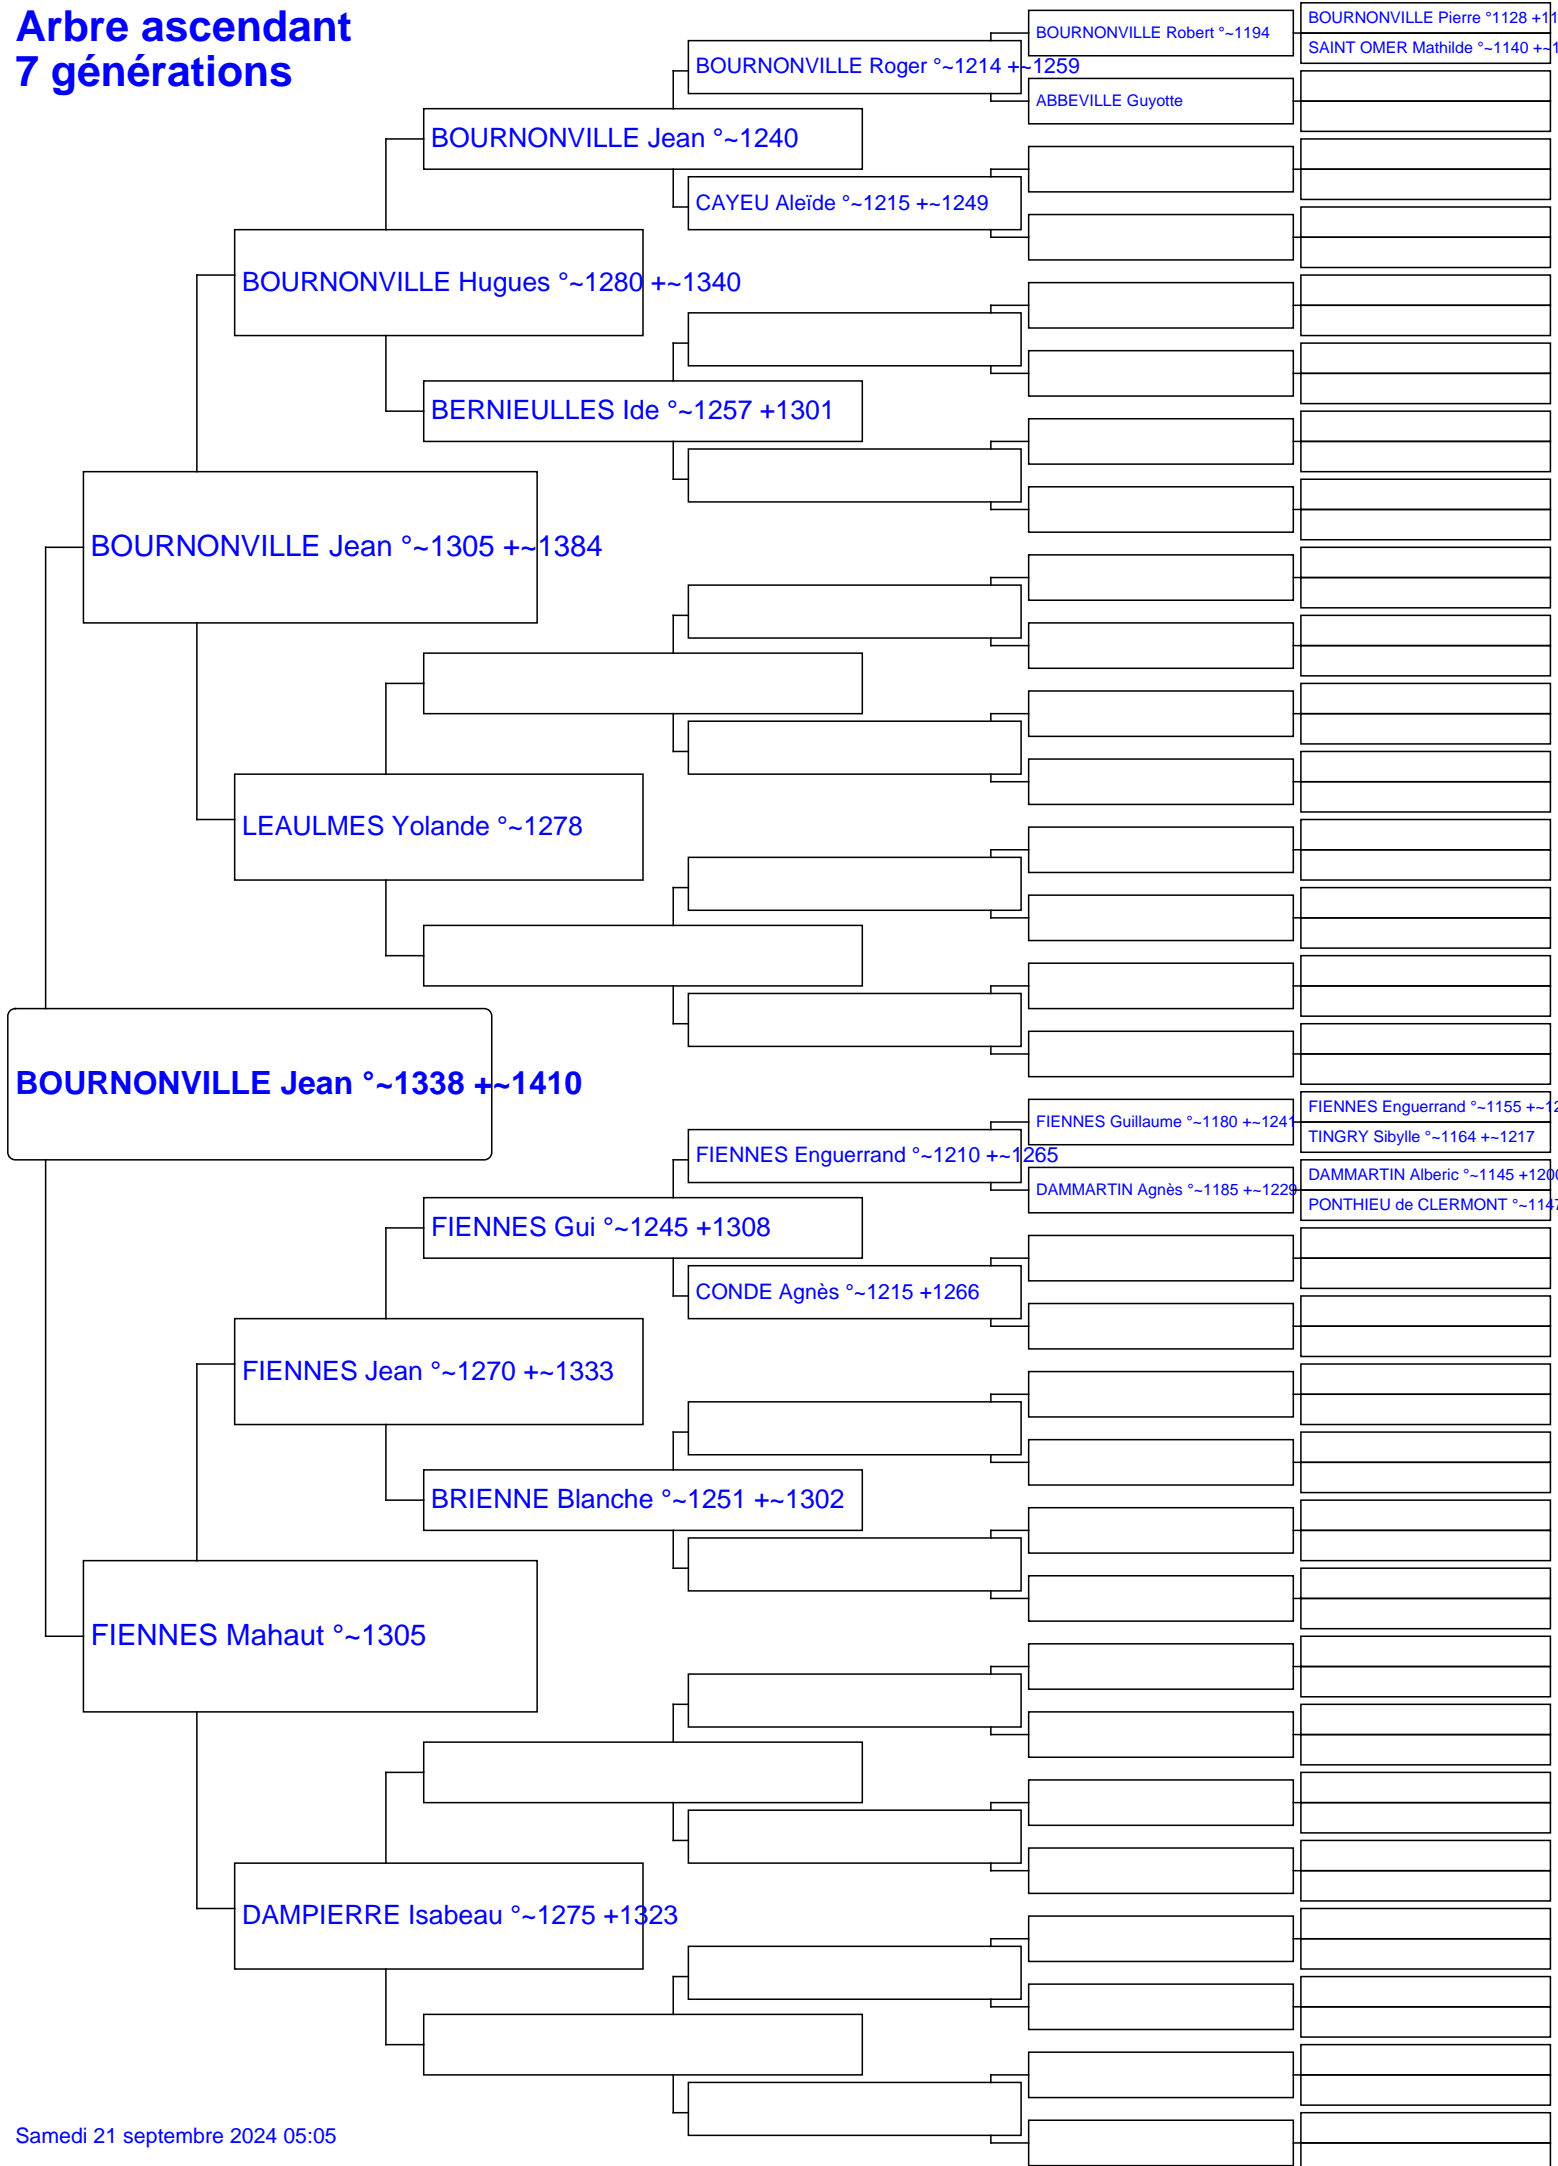 Arbre ascendant
7 générations
BOURNONVILLE Pierre °1128 +11
SAINT OMER Mathilde °~1140 +~1
BOURNONVILLE Robert °~1194
BOURNONVILLE Roger °~1214 +~1259
ABBEVILLE Guyotte
BOURNONVILLE Jean °~1240
CAYEU Aleïde °~1215 +~1249
BOURNONVILLE Hugues °~1280 +~1340
BERNIEULLES Ide °~1257 +1301
BOURNONVILLE Jean °~1305 +~1384
LEAULMES Yolande °~1278
BOURNONVILLE Jean °~1338 +~1410
FIENNES Enguerrand °~1155 +~12
FIENNES Guillaume °~1180 +~1241
TINGRY Sibylle °~1164 +~1217
FIENNES Enguerrand °~1210 +~1265
DAMMARTIN Alberic °~1145 +1200
DAMMARTIN Agnès °~1185 +~1229
PONTHIEU de CLERMONT °~1147
FIENNES Gui °~1245 +1308
CONDE Agnès °~1215 +1266
FIENNES Jean °~1270 +~1333
BRIENNE Blanche °~1251 +~1302
FIENNES Mahaut °~1305
DAMPIERRE Isabeau °~1275 +1323
Samedi 21 septembre 2024 05:05